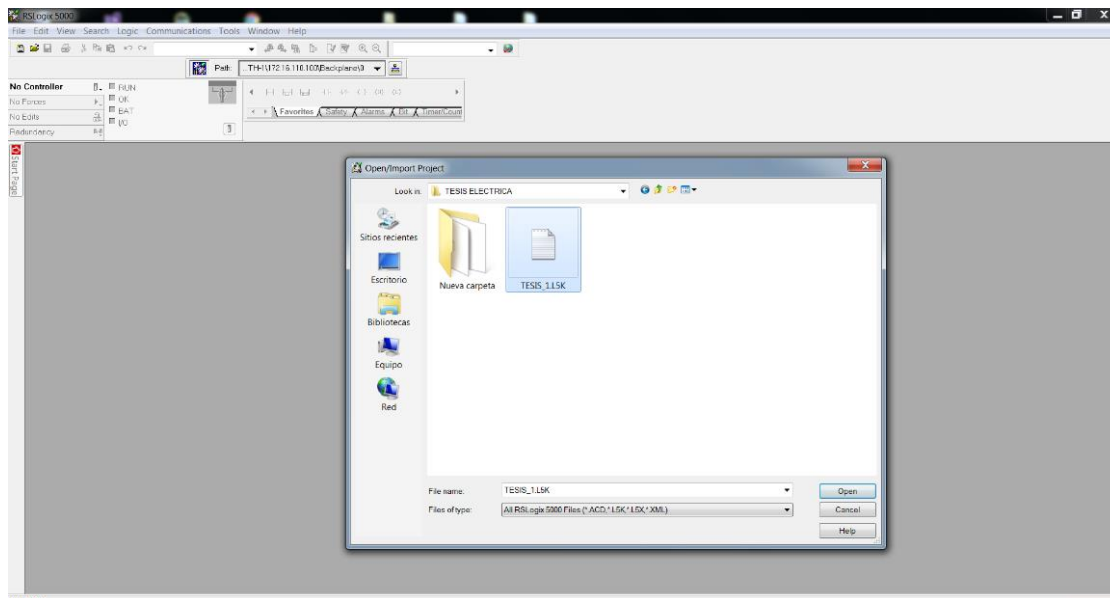 RSLogix 5000
File Edit View Search Logic Communications Tools Window Help
Path:
No Controller
RUN
No Forces
OK
No Edits
BAT
Redundancy
I/O
Favorites Safety Alarms Bit Timer/Count
Start Page
Open/Import Project
Look in: TESIS ELECTRICA
Sitios recientes
Escritorio
Bibliotecas
Equipo
Red
Nueva carpeta
TESIS_1.L5K
File name: TESIS_1.L5K
Open
Files of type: All RSLogix 5000 Files (*.ACD,*.L5K,*.L5X,*.XML)
Cancel
Help